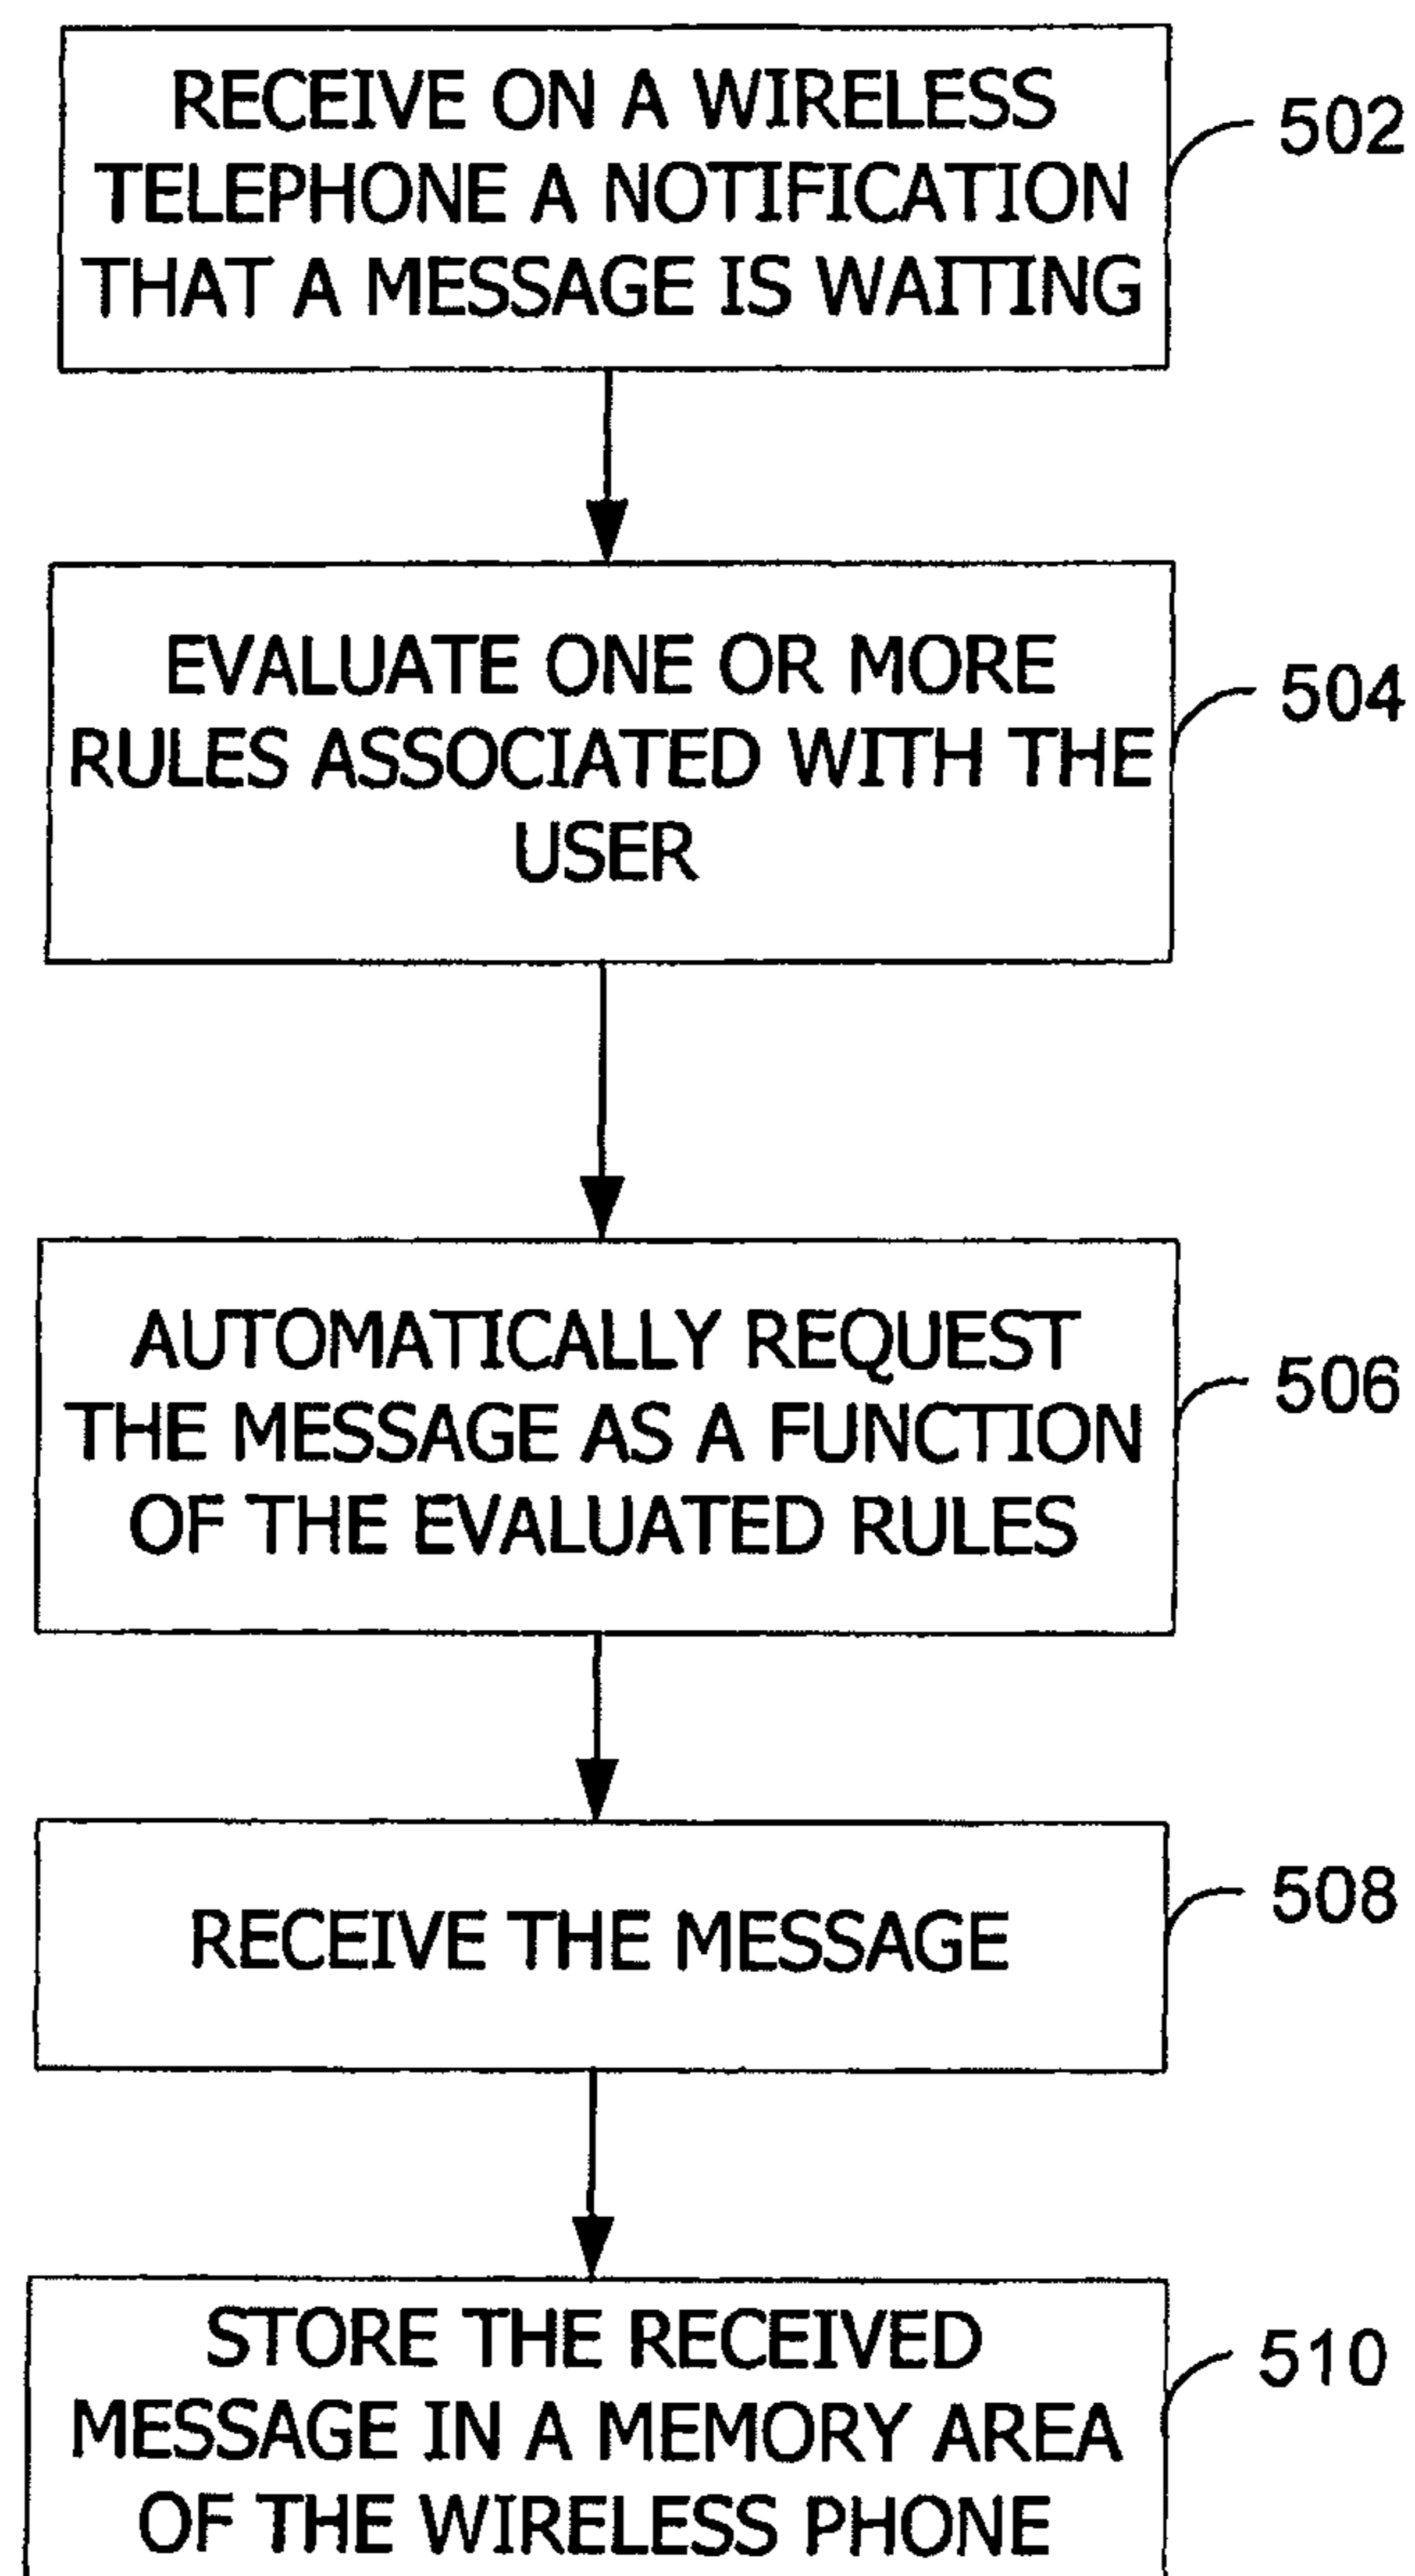 RECEIVE ON A WIRELESS
TELEPHONE A NOTIFICATION
THAT A MESSAGE IS WAITING
502
EVALUATE ONE OR MORE
RULES ASSOCIATED WITH THE
USER
504
AUTOMATICALLY REQUEST
THE MESSAGE AS A FUNCTION
OF THE EVALUATED RULES
506
RECEIVE THE MESSAGE
508
STORE THE RECEIVED
MESSAGE IN A MEMORY AREA
OF THE WIRELESS PHONE
510